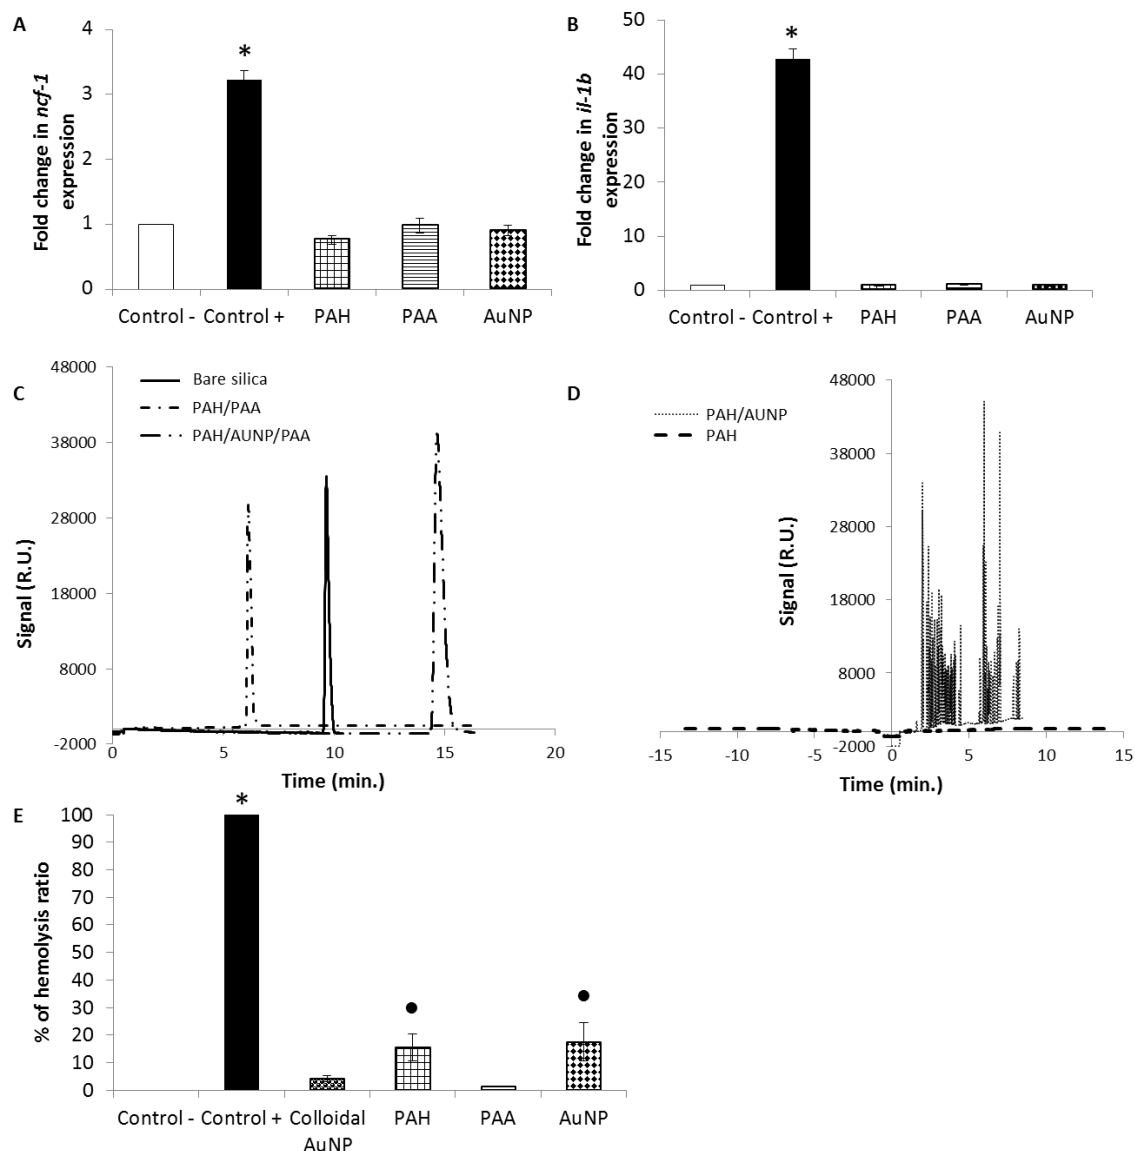 A
Fold change in ncf-1
expression
4
3
2
1
0
*
Control - Control + PAH PAA AuNP
B
Fold change in il-1b
expression
50
40
30
20
10
0
*
Control - Control + PAH PAA AuNP
C
Signal (R.U.)
48000
38000
28000
18000
8000
-2000
Bare silica
PAH/PAA
PAH/AUNP/PAA
0 5 10 15 20
Time (min.)
D
PAH/AUNP
PAH
Signal (R.U.)
48000
38000
28000
18000
8000
-2000
-15 -10 -5 0 5 10 15
Time (min.)
E
% of hemolysis ratio
100
90
80
70
60
50
40
30
20
10
0
*
Control - Control + Colloidal PAH PAA AuNP
AuNP